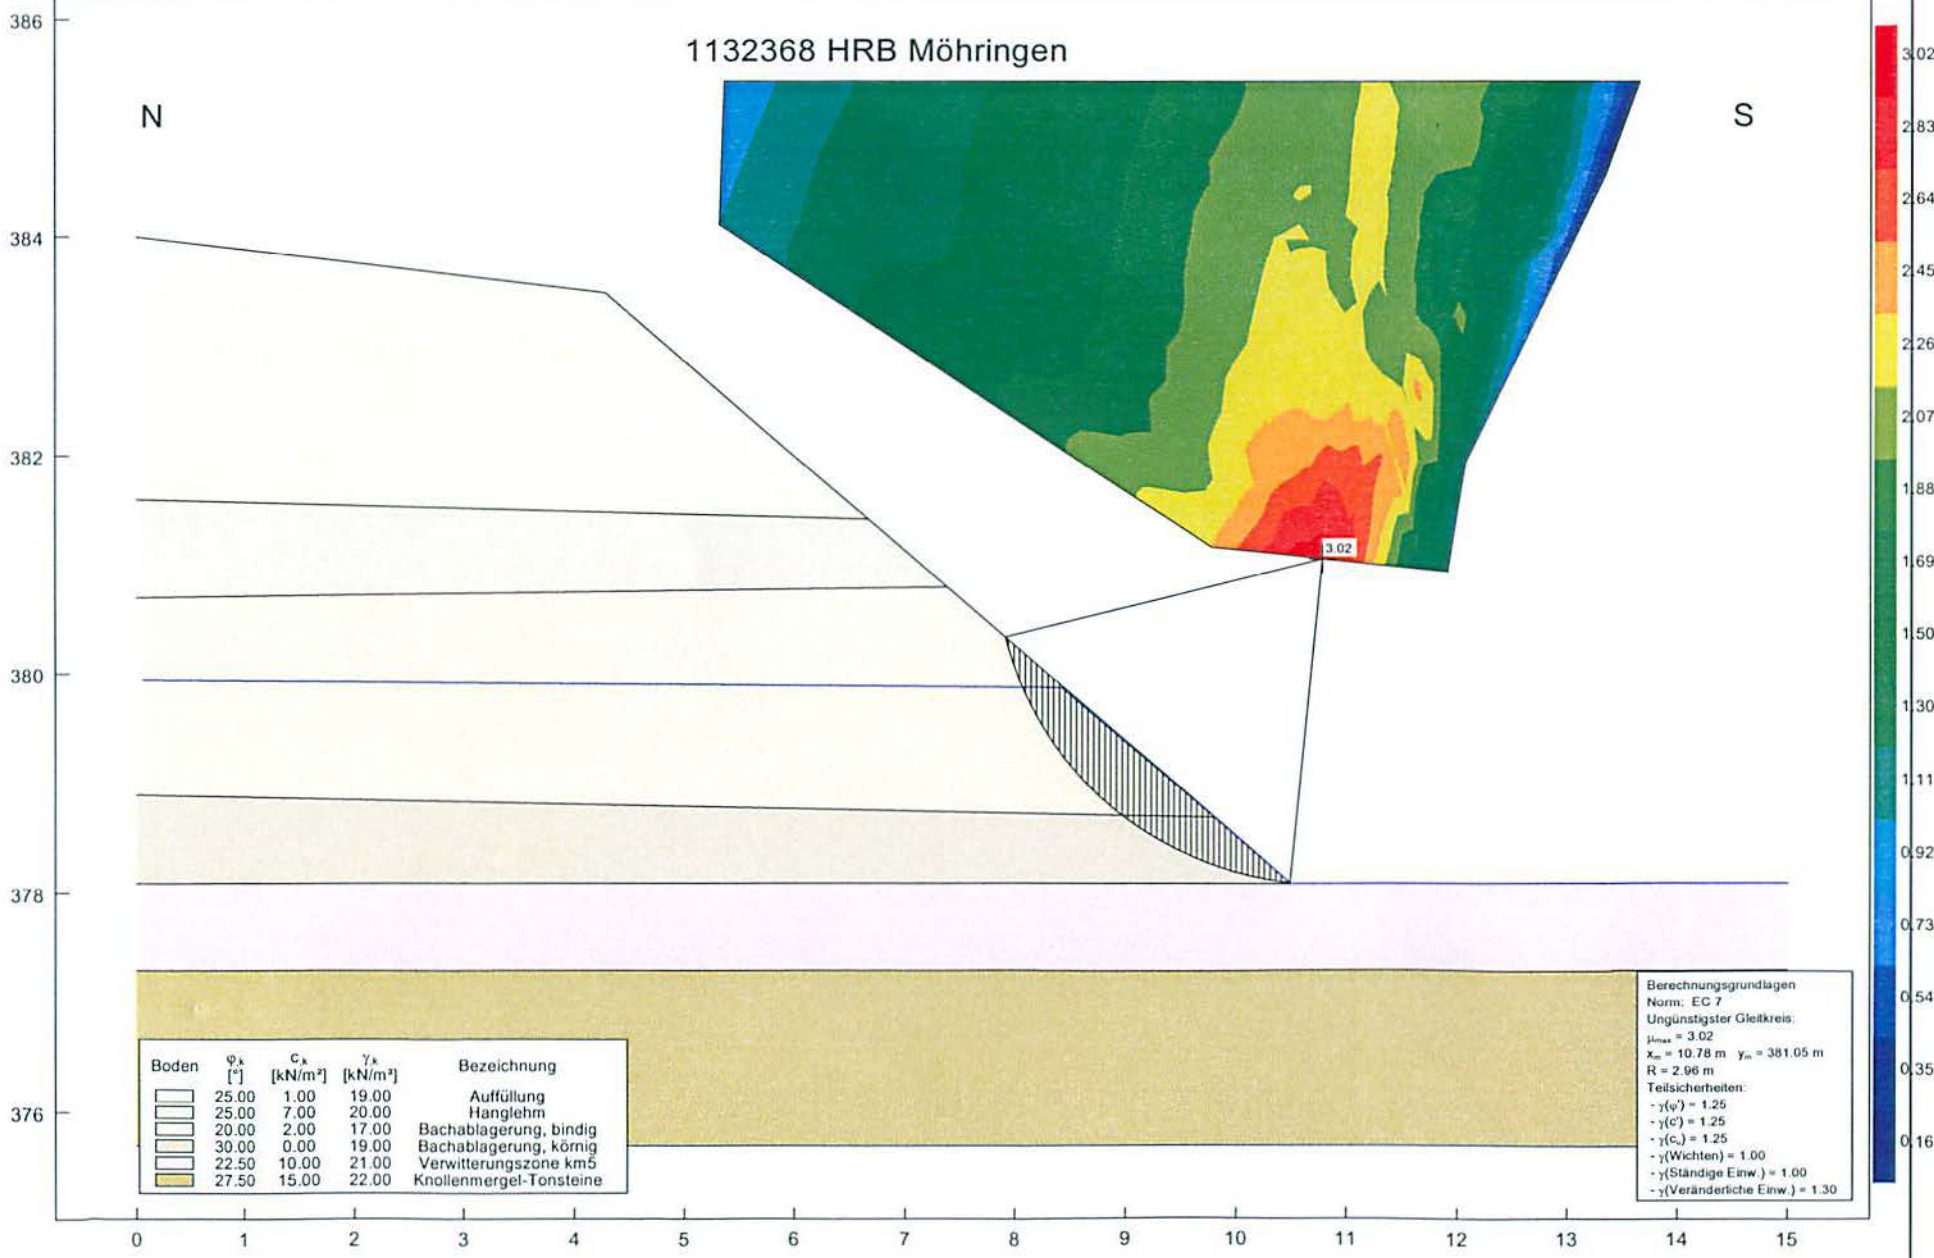 1132368 HRB Möhringen
N
S
386
384
382
380
378
376
3.02
3.02
2.83
2.64
2.45
2.26
2.07
1.88
1.69
1.50
1.30
1.11
0.92
0.73
0.54
0.35
0.16
Boden φ,k [°] c,k [kN/m²] γ,k [kN/m³] Bezeichnung
25.00 1.00 19.00 Auffüllung
25.00 7.00 20.00 Hanglehm
20.00 2.00 17.00 Bachablagerung, bindig
30.00 0.00 19.00 Bachablagerung, körnig
22.50 10.00 21.00 Verwitterungszone km5
27.50 15.00 22.00 Knollenmergel-Tonsteine
Berechnungsgrundlagen
Norm: EC 7
Ungünstigster Gleitkreis:
μmax = 3.02
xm = 10.78 m ym = 381.05 m
R = 2.96 m
Teilsicherheiten:
- γ(φ') = 1.25
- γ(c') = 1.25
- γ(cu) = 1.25
- γ(Wichten) = 1.00
- γ(Ständige Einw.) = 1.00
- γ(Veränderliche Einw.) = 1.30
0 1 2 3 4 5 6 7 8 9 10 11 12 13 14 15